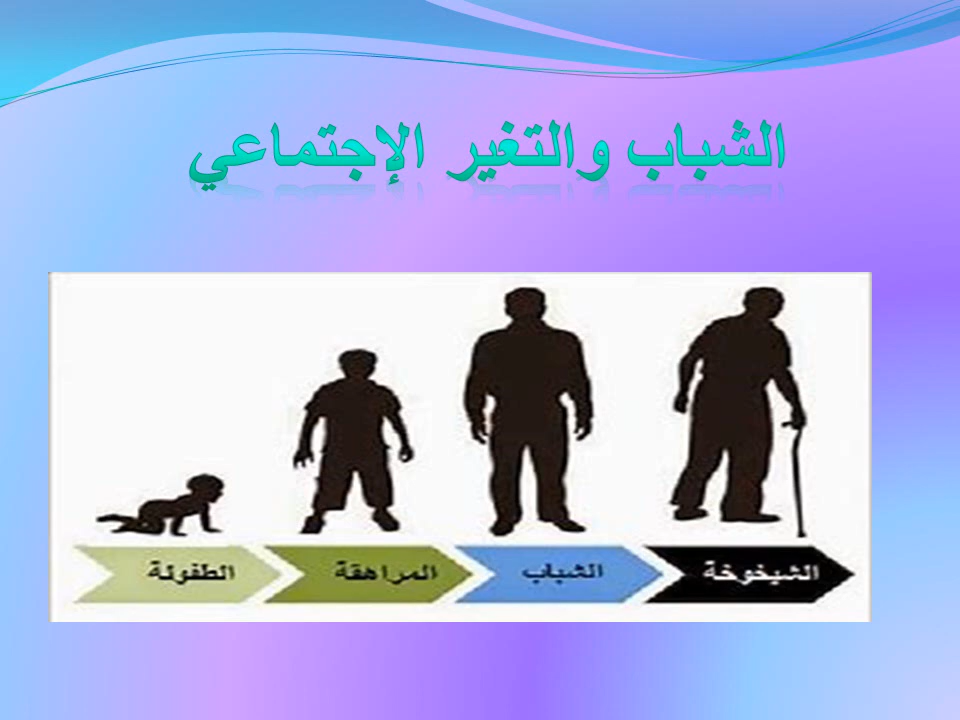 الشباب والتغير الإجتماعي
الطفولة
المراهقة
الشباب
الشيخوخة